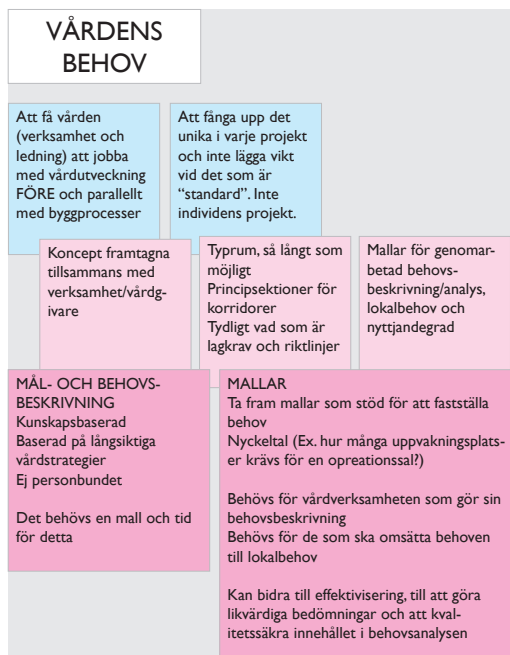 VÅRDENS
BEHOV
Att få vården
(verksamhet och
ledning) att jobba
med vårdutveckning
FÖRE och parallellt
med byggprocesser
Att fånga upp det
unika i varje projekt
och inte lägga vikt
vid det som är
“standard”. Inte
individens projekt.
Koncept framtagna
tillsammans med
verksamhet/vårdg-
ivare
Typrum, så långt som
möjligt
Principsektioner för
korridorer
Tydligt vad som är
lagkrav och riktlinjer
Mallar för genomar-
betad behovs-
beskrivning/analys,
lokalbehov och
nyttjandegrad
MÅL- OCH BEHOVS-
BESKRIVNING
Kunskapsbaserad
Baserad på långsiktiga
vårdstrategier
Ej personbundet
Det behövs en mall och tid
för detta
MALLAR
Ta fram mallar som stöd för att fastställa
behov
Nyckeltal (Ex. hur många uppvakningsplats-
er krävs för en opreationssal?)
Behövs för vårdverksamheten som gör sin
behovsbeskrivning
Behövs för de som ska omsätta behoven
till lokalbehov
Kan bidra till effektivisering, till att göra
likvärdiga bedömningar och att kval-
itetssäkra innehållet i behovsanalysen